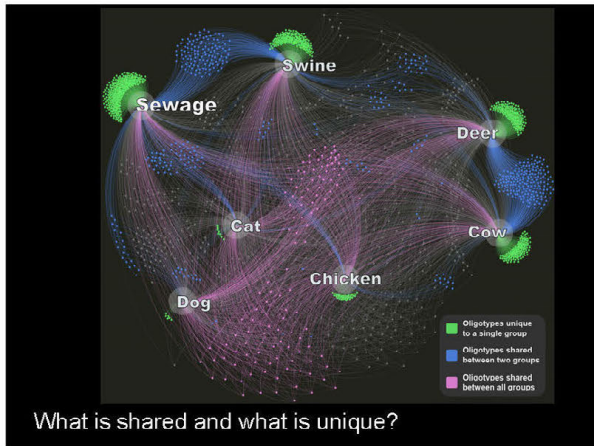 Swine
Sewage
Deer
Cat
Cow
Chicken
Dog
Oligotypes unique
to a single group
Oligotypes shared
between two groups
Oligotypes shared
between all groups
What is shared and what is unique?